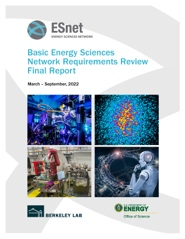 ESnet
ENERGY SCIENCES NETWORK
Basic Energy Sciences
Network Requirements Review
Final Report
March – September, 2022
BERKELEY LAB
U.S. DEPARTMENT OF
ENERGY
Office of Science